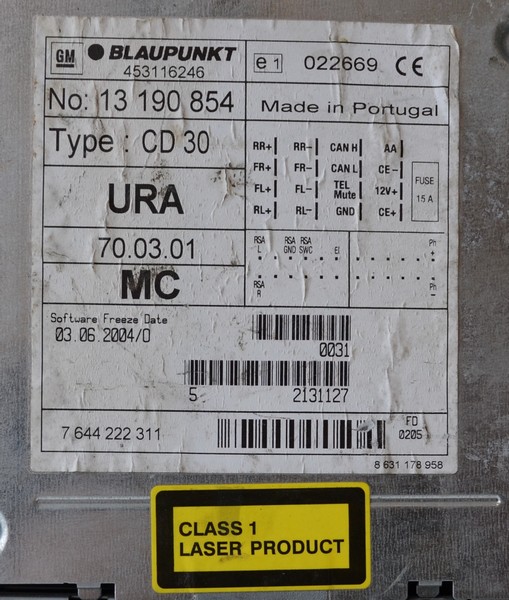 GM BLAUPUNKT
453116246
e1 022669 CE
No: 13 190 854
Made in Portugal
Type : CD 30
RR+ RR- CAN H AA
FR+ FR- CAN L CE-
FL+ FL- TEL Mute 12V+
RL+ RL- GND CE+
FUSE
15 A
URA
70.03.01
RSA L RSA GND RSA SWC EI Ph +
RSA R Ph -
MC
Software Freeze Date
03.06.2004/D
0031
5 2131127
7 644 222 311
FD
0205
8 631 178 958
CLASS 1
LASER PRODUCT